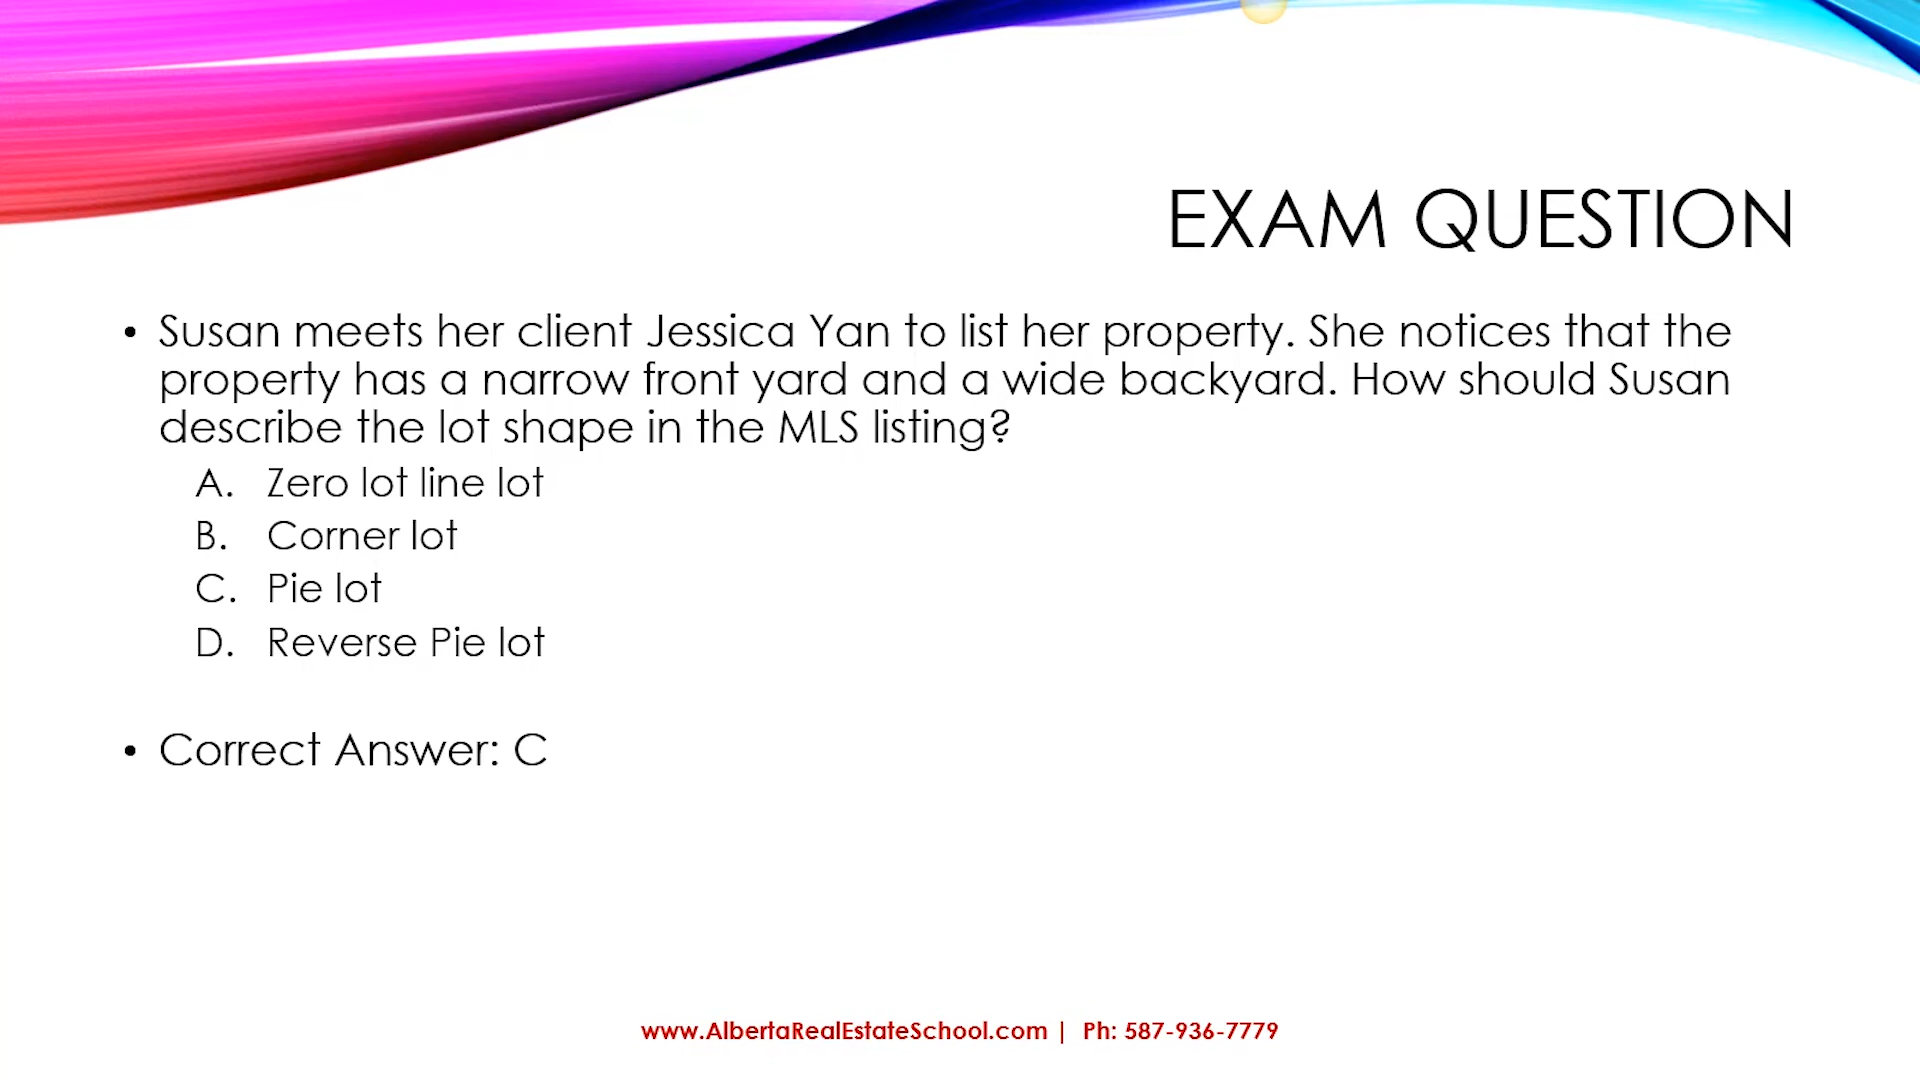 EXAM QUESTION
• Susan meets her client Jessica Yan to list her property. She notices that the
property has a narrow front yard and a wide backyard. How should Susan
describe the lot shape in the MLS listing?
A. Zero lot line lot
B. Corner lot
C. Pie lot
D. Reverse Pie lot
• Correct Answer: C
www.AlbertaRealEstateSchool.com | Ph: 587-936-7779